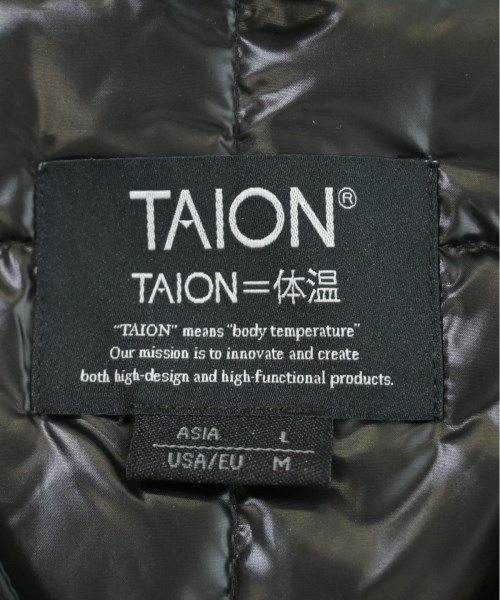 TAION®
TAION=体温
"TAION" means "body temperature"
Our mission is to innovate and create
both high-design and high-functional products.
ASIA L
USA/EU M